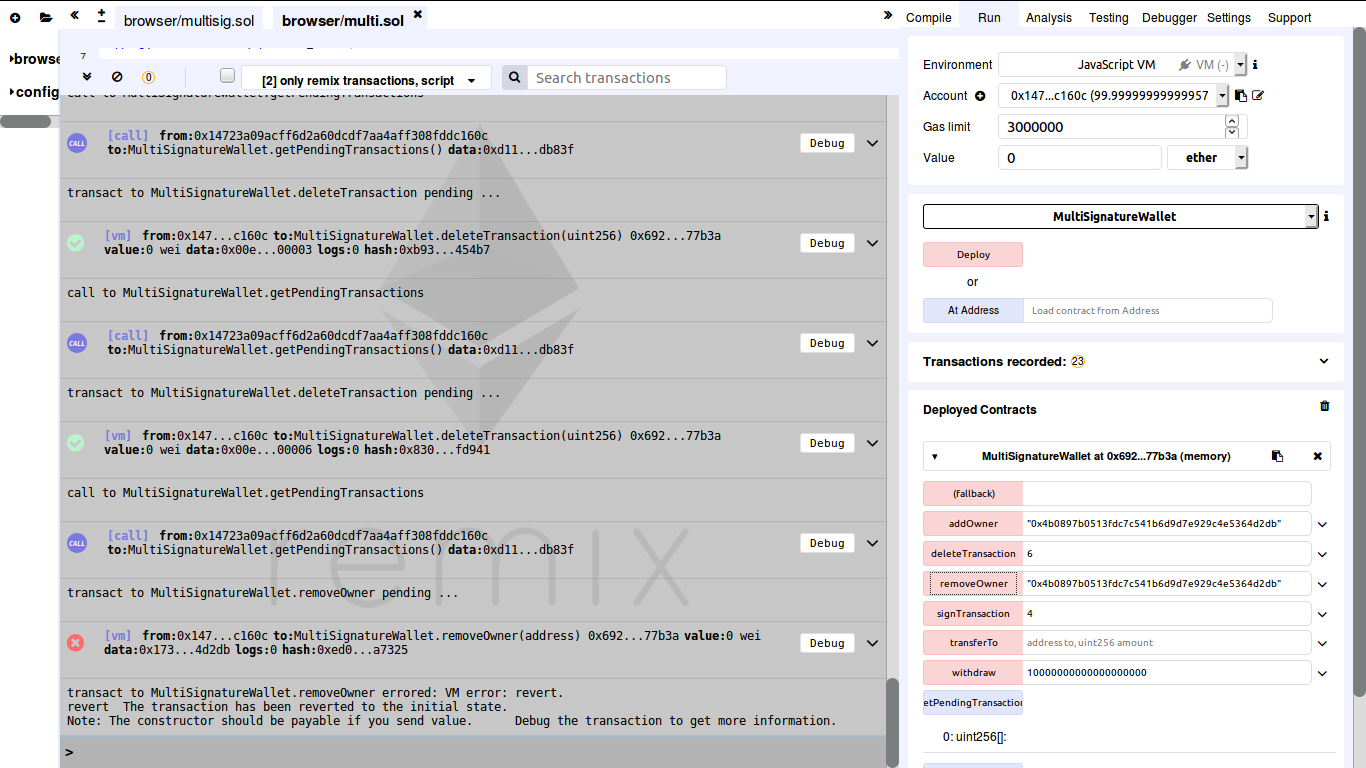 browser/multisig.sol
browser/multi.sol
Compile
Run
Analysis
Testing
Debugger
Settings
Support
browse
config
7
0
[2] only remix transactions, script
Search transactions
call to MultiSignatureWallet.getPendingTransactions
CALL
[call] from:0x14723a09acff6d2a60dcdf7aa4aff308fddc160c
to:MultiSignatureWallet.getPendingTransactions() data:0xd11...db83f
Debug
transact to MultiSignatureWallet.deleteTransaction pending ...
[vm] from:0x147...c160c to:MultiSignatureWallet.deleteTransaction(uint256) 0x692...77b3a
value:0 wei data:0x00e...00003 logs:0 hash:0xb93...454b7
Debug
call to MultiSignatureWallet.getPendingTransactions
CALL
[call] from:0x14723a09acff6d2a60dcdf7aa4aff308fddc160c
to:MultiSignatureWallet.getPendingTransactions() data:0xd11...db83f
Debug
transact to MultiSignatureWallet.deleteTransaction pending ...
[vm] from:0x147...c160c to:MultiSignatureWallet.deleteTransaction(uint256) 0x692...77b3a
value:0 wei data:0x00e...00006 logs:0 hash:0x830...fd941
Debug
call to MultiSignatureWallet.getPendingTransactions
CALL
[call] from:0x14723a09acff6d2a60dcdf7aa4aff308fddc160c
to:MultiSignatureWallet.getPendingTransactions() data:0xd11...db83f
Debug
remix
transact to MultiSignatureWallet.removeOwner pending ...
[vm] from:0x147...c160c to:MultiSignatureWallet.removeOwner(address) 0x692...77b3a value:0 wei
data:0x173...4d2db logs:0 hash:0xed0...a7325
Debug
transact to MultiSignatureWallet.removeOwner errored: VM error: revert.
revert The transaction has been reverted to the initial state.
Note: The constructor should be payable if you send value. Debug the transaction to get more information.
>
Environment
JavaScript VM
VM (-)
Account
0x147...c160c (99.99999999999957
Gas limit
3000000
Value
0
ether
MultiSignatureWallet
Deploy
or
At Address
Load contract from Address
Transactions recorded: 23
Deployed Contracts
MultiSignatureWallet at 0x692...77b3a (memory)
(fallback)
addOwner
"0x4b0897b0513fdc7c541b6d9d7e929c4e5364d2db"
deleteTransaction
6
removeOwner
"0x4b0897b0513fdc7c541b6d9d7e929c4e5364d2db"
signTransaction
4
transferTo
address to, uint256 amount
withdraw
10000000000000000000
etPendingTransaction
0: uint256[]: